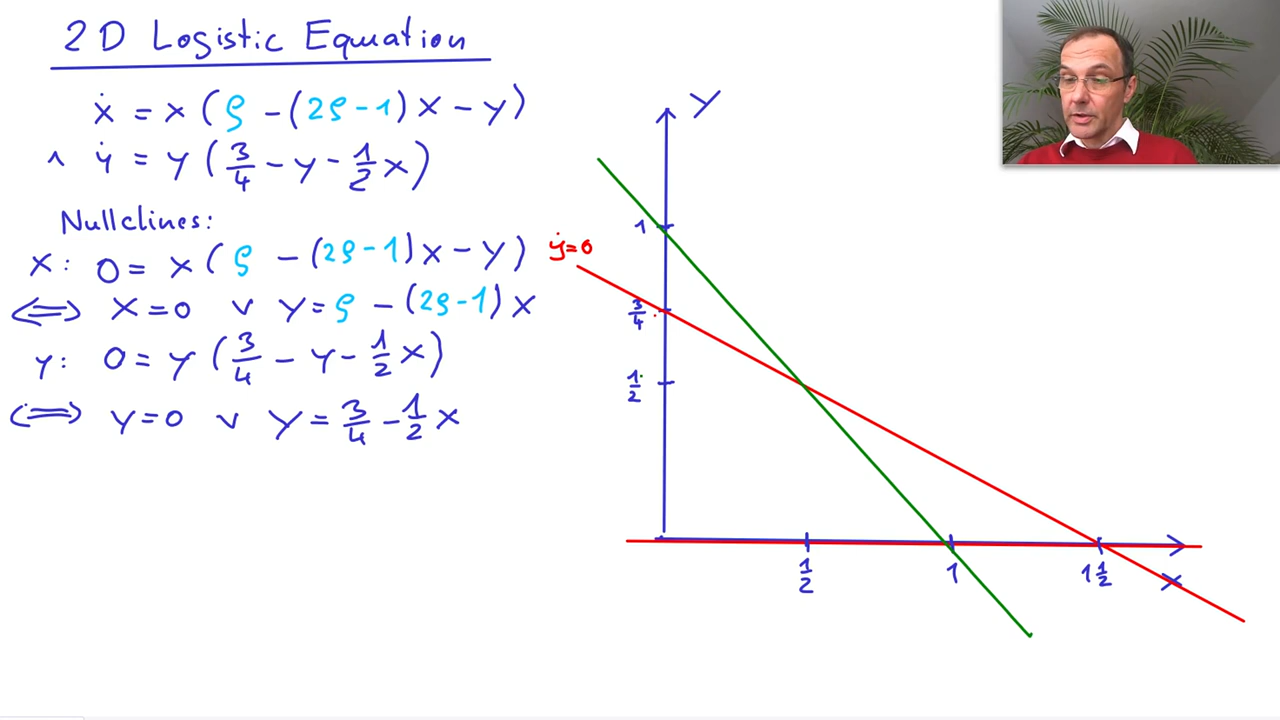 2D Logistic Equation
ẋ = x (ρ - (2ρ-1)x - y)
∧ ẏ = y (3/4 - y - 1/2 x)
Nullclines:
x: 0 = x (ρ - (2ρ-1)x - y)
⟺ x=0 ∨ y=ρ - (2ρ-1)x
y: 0 = y (3/4 - y - 1/2 x)
⟺ y=0 ∨ y = 3/4 - 1/2 x
y
1
ẏ=0
3/4
1/2
1/2 1 1 1/2
x